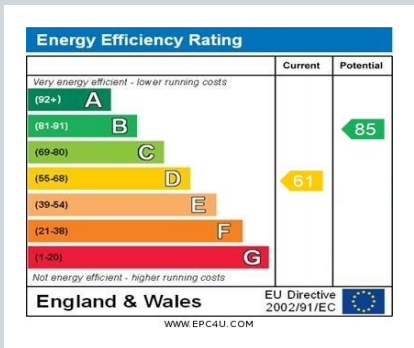 Energy Efficiency Rating
Current Potential
Very energy efficient - lower running costs
(92+) A
(81-91) B
85
(69-80) C
(55-68) D
61
(39-54) E
(21-38) F
(1-20) G
Not energy efficient - higher running costs
England & Wales
EU Directive
2002/91/EC
WWW.EPC4U.COM